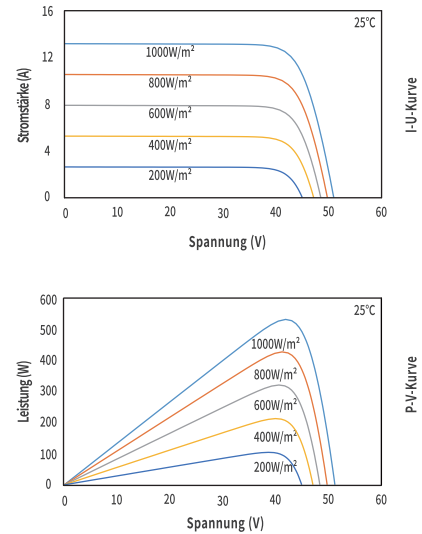 16
25°C
12
1000W/m²
800W/m²
8
600W/m²
4
400W/m²
200W/m²
0
0 10 20 30 40 50 60
Stromstärke (A)
Spannung (V)
I-U-Kurve
600
25°C
500
1000W/m²
400
800W/m²
300
600W/m²
200
400W/m²
100
200W/m²
0
0 10 20 30 40 50 60
Leistung (W)
Spannung (V)
P-V-Kurve